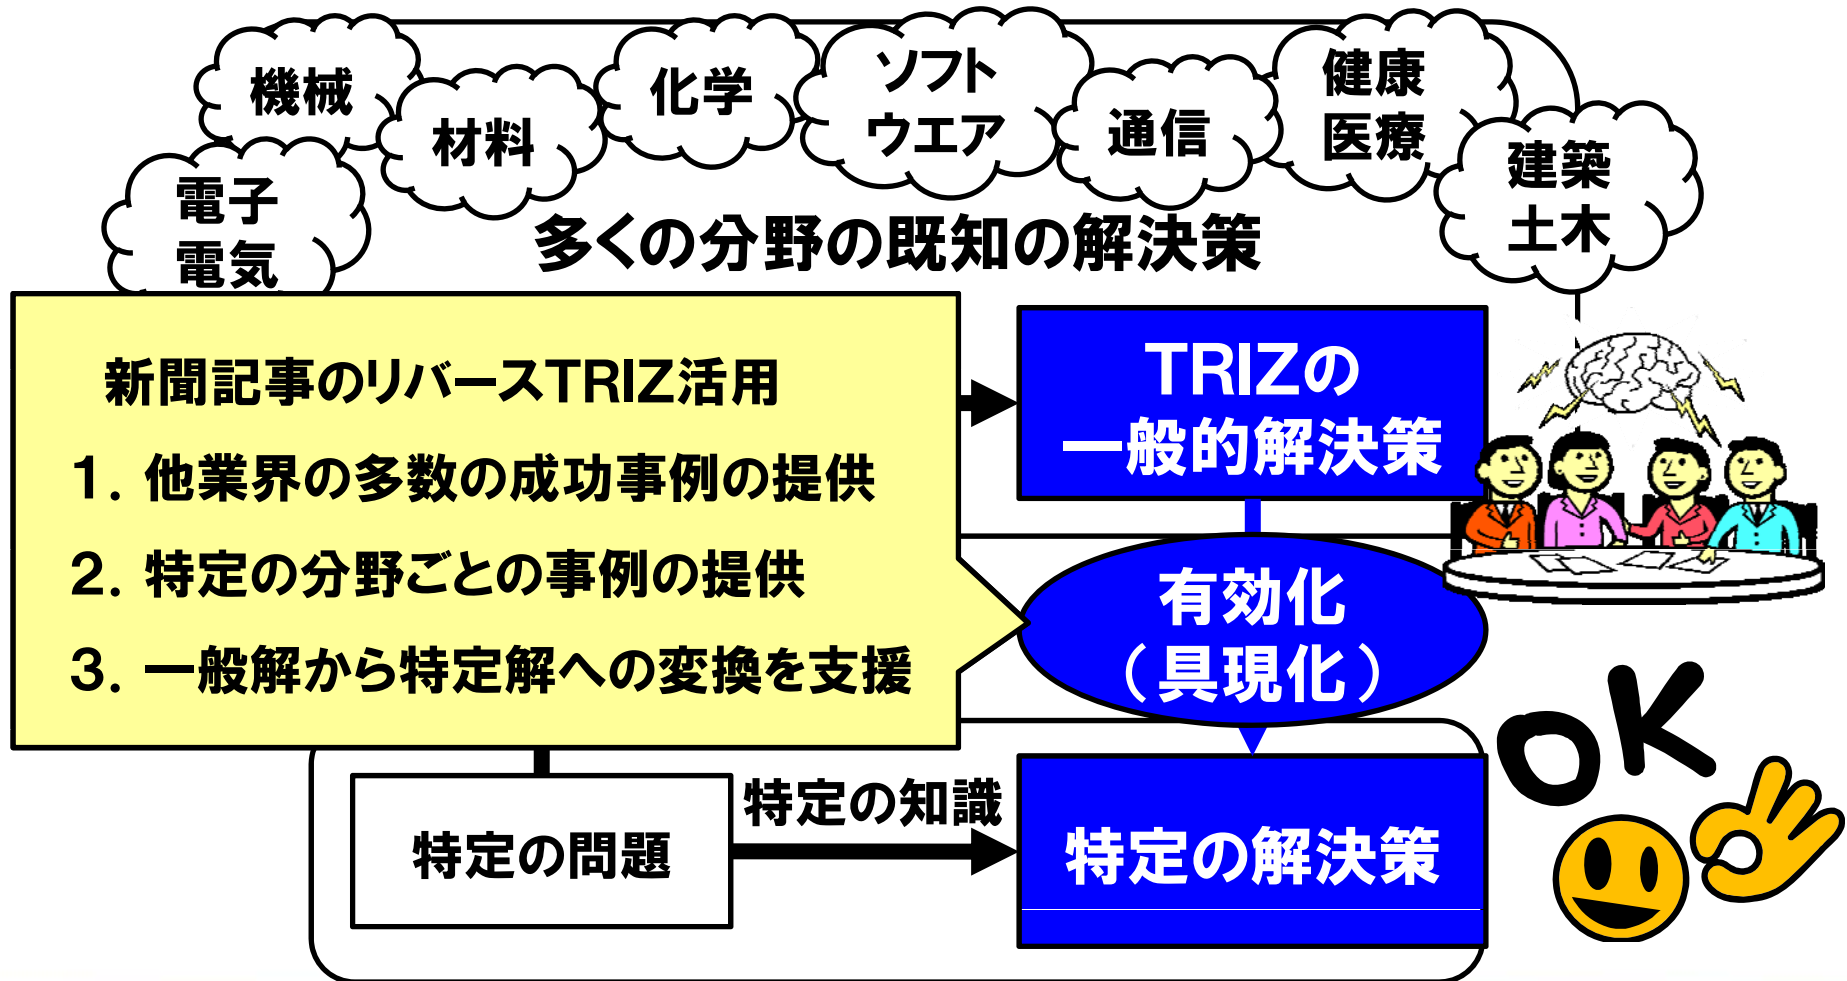 機械
材料
化学
ソフト
ウエア
通信
健康
医療
建築
土木
電子
電気
多くの分野の既知の解決策
新聞記事のリバースTRIZ活用
1．他業界の多数の成功事例の提供
2．特定の分野ごとの事例の提供
3．一般解から特定解への変換を支援
TRIZの
一般的解決策
有効化
（具現化）
特定の問題
特定の知識
特定の解決策
OK